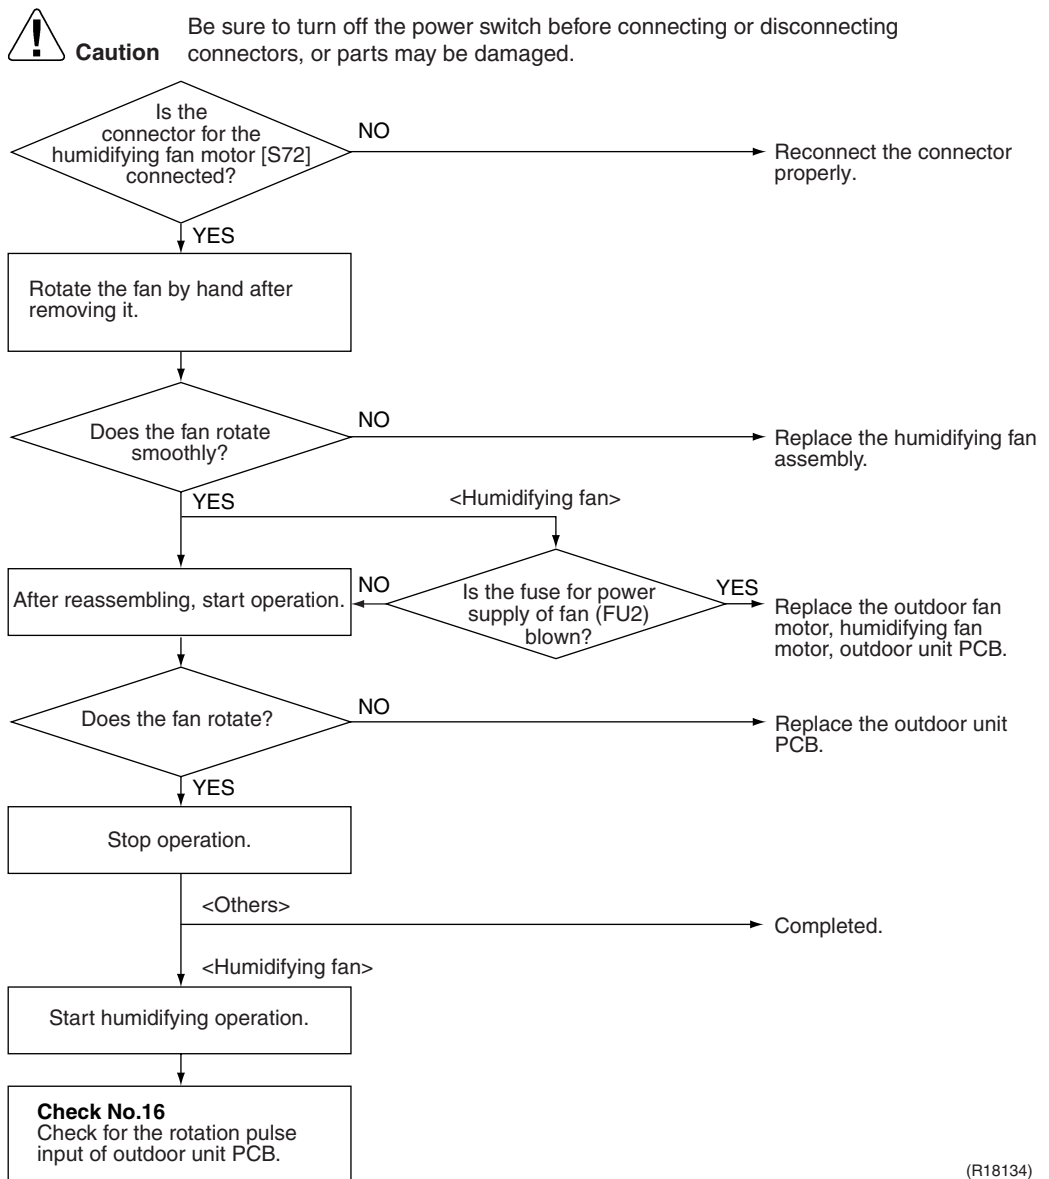 Caution
Be sure to turn off the power switch before connecting or disconnecting
connectors, or parts may be damaged.
Is the
connector for the
humidifying fan motor [S72]
connected?
NO
Reconnect the connector
properly.
YES
Rotate the fan by hand after
removing it.
Does the fan rotate
smoothly?
NO
Replace the humidifying fan
assembly.
YES
<Humidifying fan>
Is the fuse for power
supply of fan (FU2)
blown?
YES
Replace the outdoor fan
motor, humidifying fan
motor, outdoor unit PCB.
NO
After reassembling, start operation.
Does the fan rotate?
NO
Replace the outdoor unit
PCB.
YES
Stop operation.
<Others>
Completed.
<Humidifying fan>
Start humidifying operation.
Check No.16
Check for the rotation pulse
input of outdoor unit PCB.
(R18134)